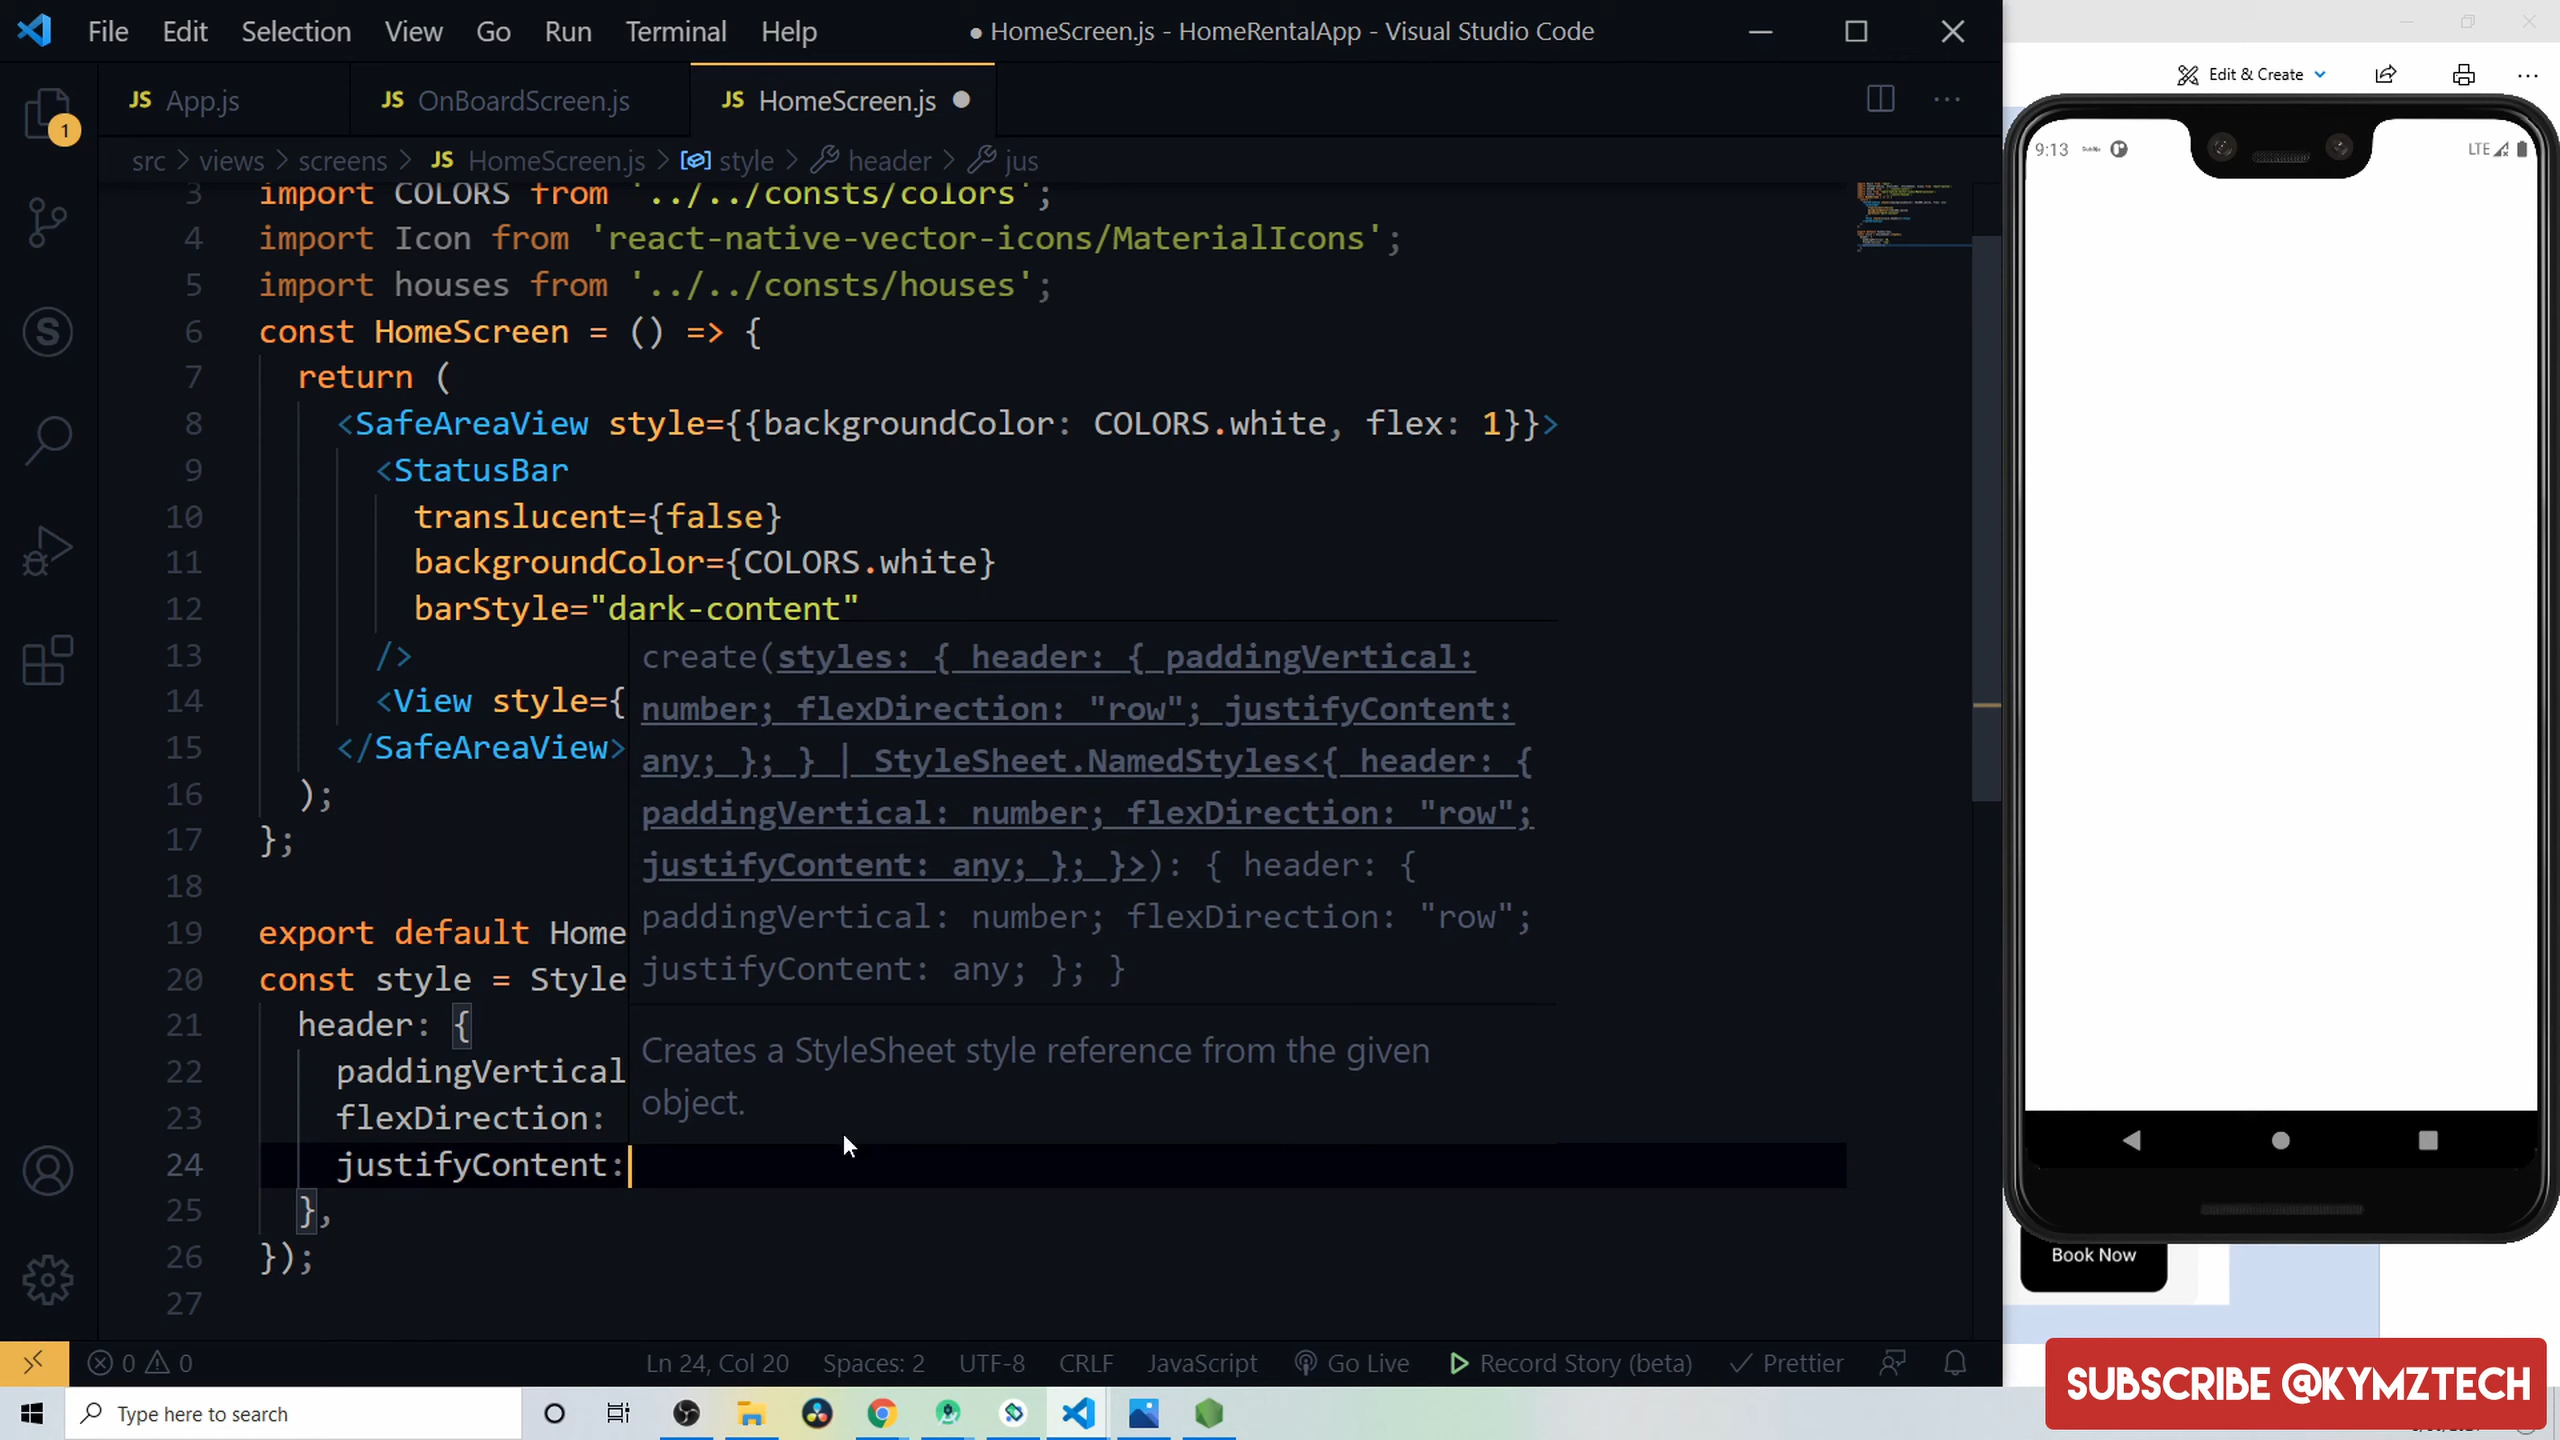 File Edit Selection View Go Run Terminal Help ● HomeScreen.js - HomeRentalApp - Visual Studio Code
JS App.js JS OnBoardScreen.js JS HomeScreen.js
Edit & Create
1
src > views > screens > JS HomeScreen.js > style > header > jus
9:13 LTE
3 import COLORS from '../../consts/colors';
4 import Icon from 'react-native-vector-icons/MaterialIcons';
5 import houses from '../../consts/houses';
6 const HomeScreen = () => {
7 return (
8 <SafeAreaView style={{backgroundColor: COLORS.white, flex: 1}}>
9 <StatusBar
10 translucent={false}
11 backgroundColor={COLORS.white}
12 barStyle="dark-content"
13 />
14 <View style={
15 </SafeAreaView>
16 );
17 };
18
19 export default Home
20 const style = Style
21 header: {
22 paddingVertical
23 flexDirection:
24 justifyContent:
25 },
26 });
27
create(styles: { header: { paddingVertical:
number; flexDirection: "row"; justifyContent:
any; }; } | StyleSheet.NamedStyles<{ header: {
paddingVertical: number; flexDirection: "row";
justifyContent: any; }; }>): { header: {
paddingVertical: number; flexDirection: "row";
justifyContent: any; }; }
Creates a StyleSheet style reference from the given
object.
Book Now
0 0 Ln 24, Col 20 Spaces: 2 UTF-8 CRLF JavaScript Go Live Record Story (beta) Prettier
Type here to search
SUBSCRIBE @KYMZTECH